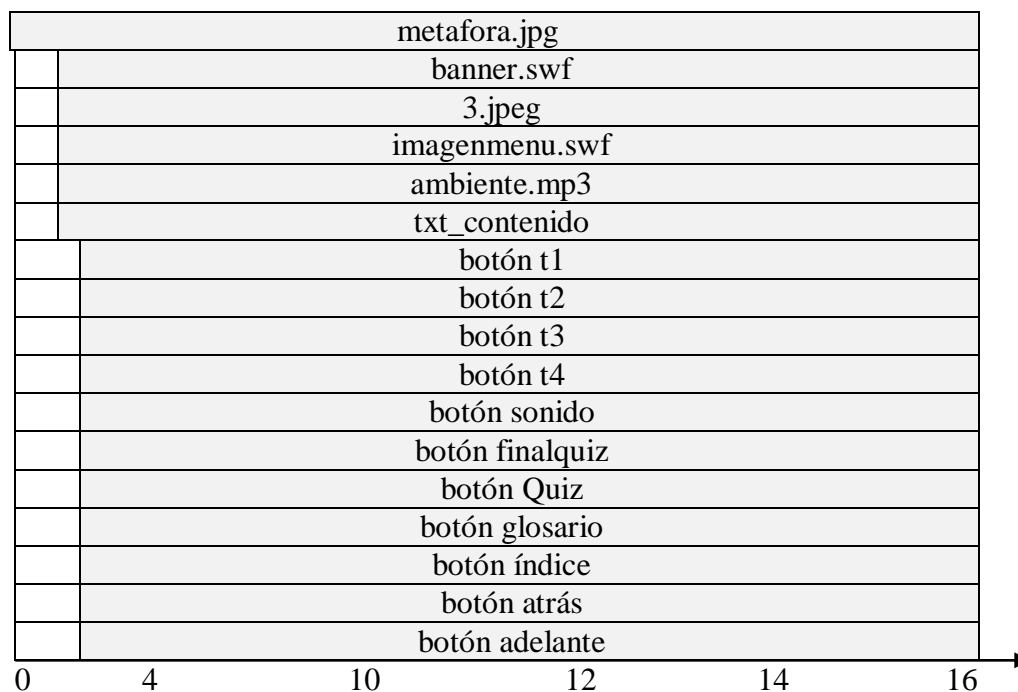 metafora.jpg
banner.swf
3.jpeg
imagenmenu.swf
ambiente.mp3
txt_contenido
botón t1
botón t2
botón t3
botón t4
botón sonido
botón finalquiz
botón Quiz
botón glosario
botón índice
botón atrás
botón adelante
0 4 10 12 14 16